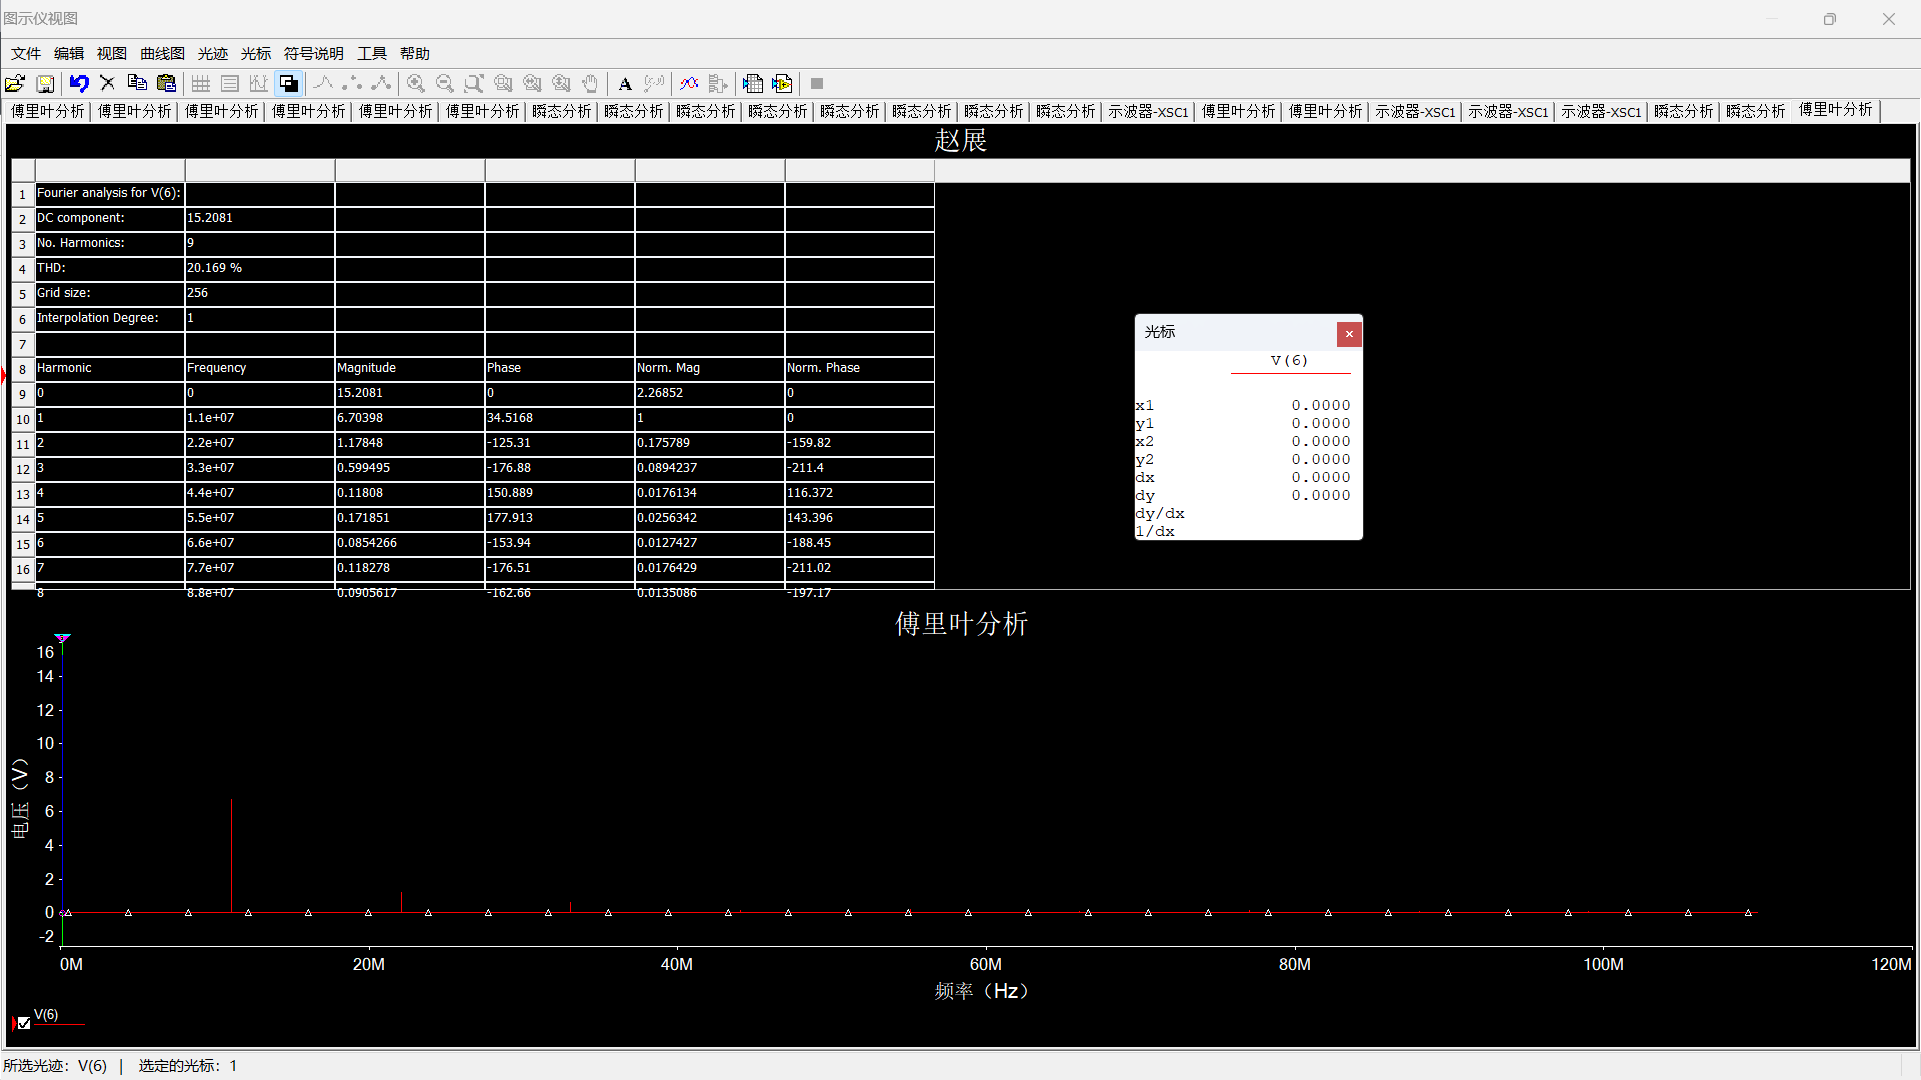 图示仪视图
文件 编辑 视图 曲线图 光迹 光标 符号说明 工具 帮助
傅里叶分析 傅里叶分析 傅里叶分析 傅里叶分析 傅里叶分析 傅里叶分析 瞬态分析 瞬态分析 瞬态分析 瞬态分析 瞬态分析 瞬态分析 瞬态分析 瞬态分析 示波器-XSC1 傅里叶分析 傅里叶分析 示波器-XSC1 示波器-XSC1 示波器-XSC1 瞬态分析 瞬态分析 傅里叶分析
赵展
1 Fourier analysis for V(6):
2 DC component: 15.2081
3 No. Harmonics: 9
4 THD: 20.169 %
5 Grid size: 256
6 Interpolation Degree: 1
7
8 Harmonic Frequency Magnitude Phase Norm. Mag Norm. Phase
9 0 0 15.2081 0 2.26852 0
10 1 1.1e+07 6.70398 34.5168 1 0
11 2 2.2e+07 1.17848 -125.31 0.175789 -159.82
12 3 3.3e+07 0.599495 -176.88 0.0894237 -211.4
13 4 4.4e+07 0.11808 150.889 0.0176134 116.372
14 5 5.5e+07 0.171851 177.913 0.0256342 143.396
15 6 6.6e+07 0.0854266 -153.94 0.0127427 -188.45
16 7 7.7e+07 0.118278 -176.51 0.0176429 -211.02
8 8.8e+07 0.0905617 -162.66 0.0135086 -197.17
光标
V(6)
x1 0.0000
y1 0.0000
x2 0.0000
y2 0.0000
dx 0.0000
dy 0.0000
dy/dx
1/dx
傅里叶分析
电压（V）
16
14
12
10
8
6
4
2
0
-2
0M 20M 40M 60M 80M 100M 120M
频率（Hz）
V(6)
所选光迹：V(6) | 选定的光标：1